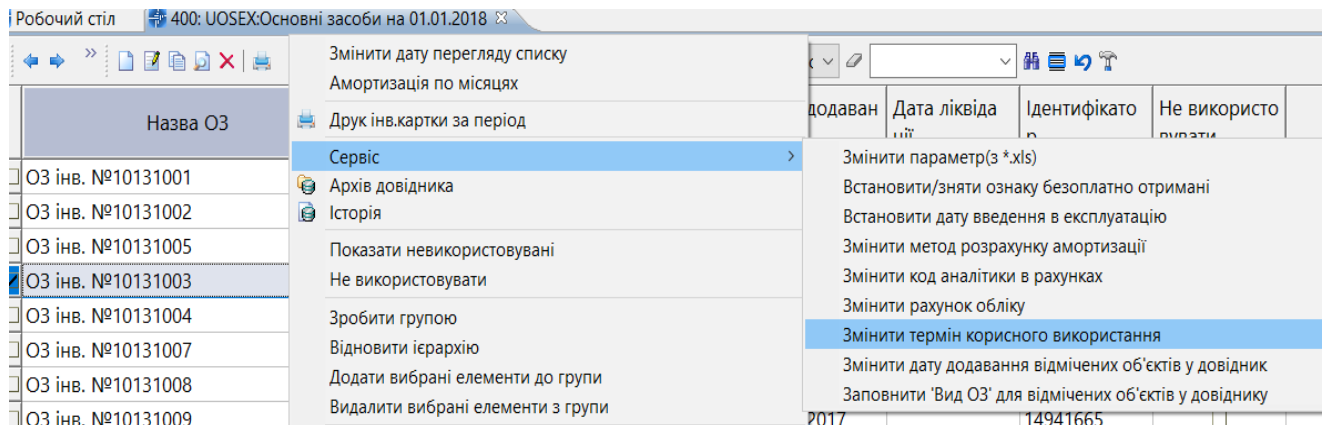 Робочий стіл
400: UOSEX:Основні засоби на 01.01.2018
Назва ОЗ
Дата ліквіда
ції
Ідентифікато
р
Не використо
вувати
ОЗ інв. №10131001
ОЗ інв. №10131002
ОЗ інв. №10131005
ОЗ інв. №10131003
ОЗ інв. №10131004
ОЗ інв. №10131007
ОЗ інв. №10131008
ОЗ інв. №10131009
Змінити дату перегляду списку
Амортизація по місяцях
Друк інв.картки за період
Сервіс
Архів довідника
Історія
Показати невикористовувані
Не використовувати
Зробити групою
Відновити ієрархію
Додати вибрані елементи до групи
Видалити вибрані елементи з групи
Змінити параметр(з *.xls)
Встановити/зняти ознаку безоплатно отримані
Встановити дату введення в експлуатацію
Змінити метод розрахунку амортизації
Змінити код аналітики в рахунках
Змінити рахунок обліку
Змінити термін корисного використання
Змінити дату додавання відмічених об'єктів у довідник
Заповнити 'Вид ОЗ' для відмічених об'єктів у довіднику
2017
14941665